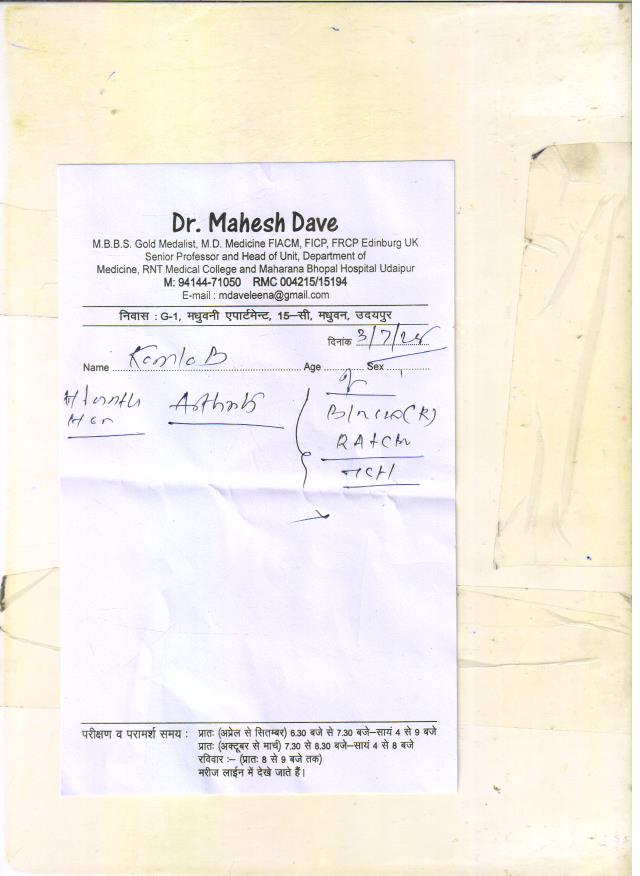 Dr. Mahesh Dave
M.B.B.S. Gold Medalist, M.D. Medicine FIACM, FICP, FRCP Edinburg UK
Senior Professor and Head of Unit, Department of
Medicine, RNT Medical College and Maharana Bhopal Hospital Udaipur
M: 94144-71050 RMC 004215/15194
E-mail : mdaveleena@gmail.com
निवास : G-1, मधुवनी एपार्टमेन्ट, 15-सी, मधुवन, उदयपुर
दिनांक 3/7/24
Name Kamla B Age Sex
Arthritis
परीक्षण व परामर्श समय : प्रातः (अप्रेल से सितम्बर) 6.30 बजे से 7.30 बजे-सायं 4 से 9 बजे
प्रातः (अक्टूबर से मार्च) 7.30 से 8.30 बजे-सायं 4 से 8 बजे
रविवार :- (प्रातः 8 से 9 बजे तक)
मरीज लाईन में देखे जाते हैं।